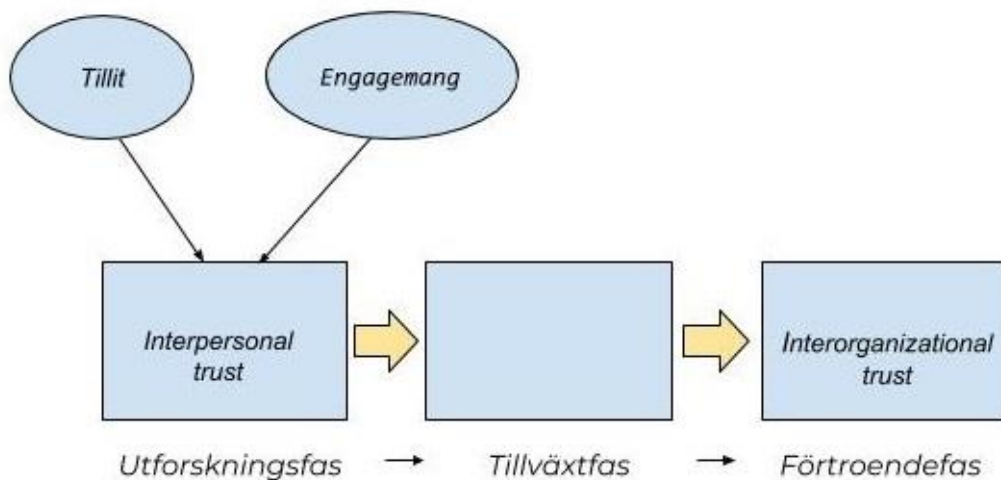 Tillit
Engagemang
Interpersonal
trust
Interorganizational
trust
Utforskningsfas → Tillväxtfas → Förtroendefas